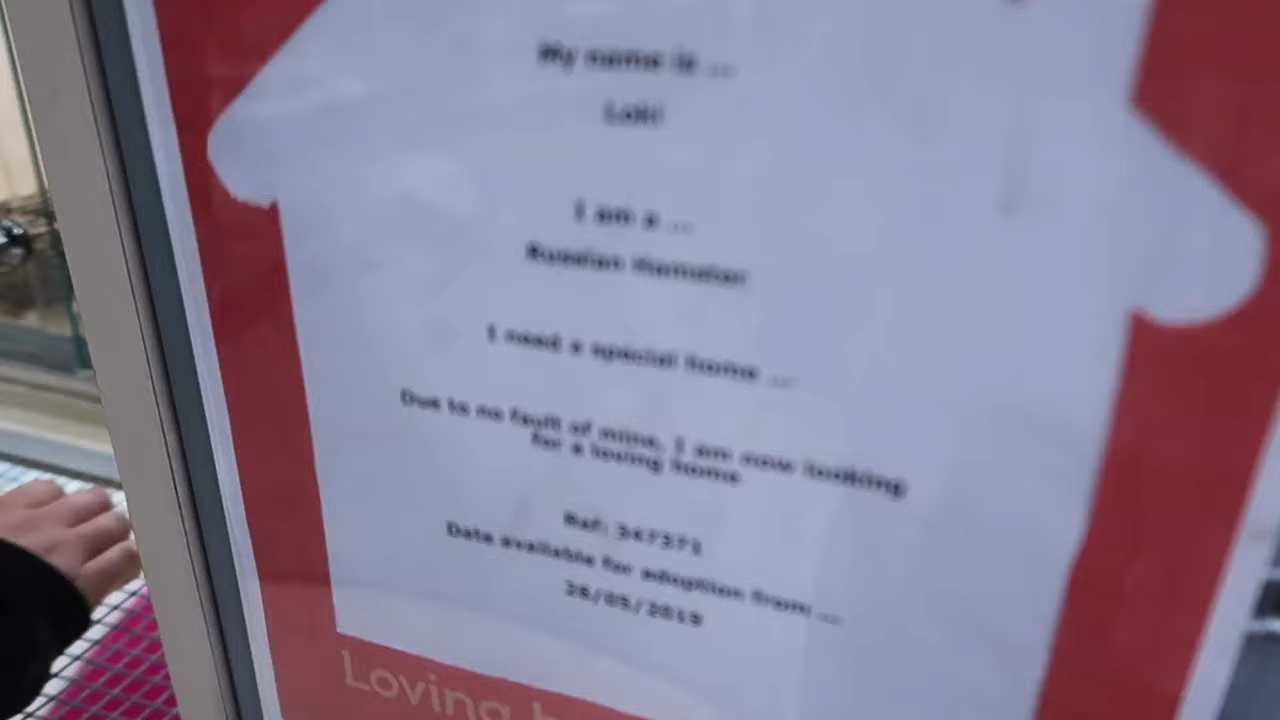 My name is ...
Loki
I am a ...
Russian Hamster
I need a special home ...
Due to no fault of mine, I am now looking
for a loving home
Ref: 347371
Date available for adoption from ...
26/05/2019
Loving